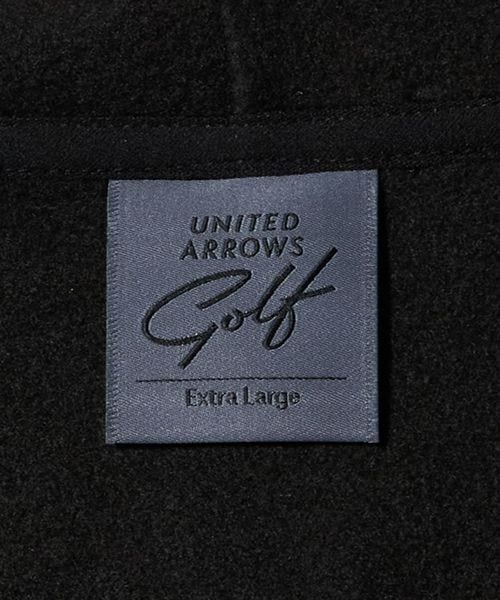 UNITED
ARROWS
Golf
Extra Large